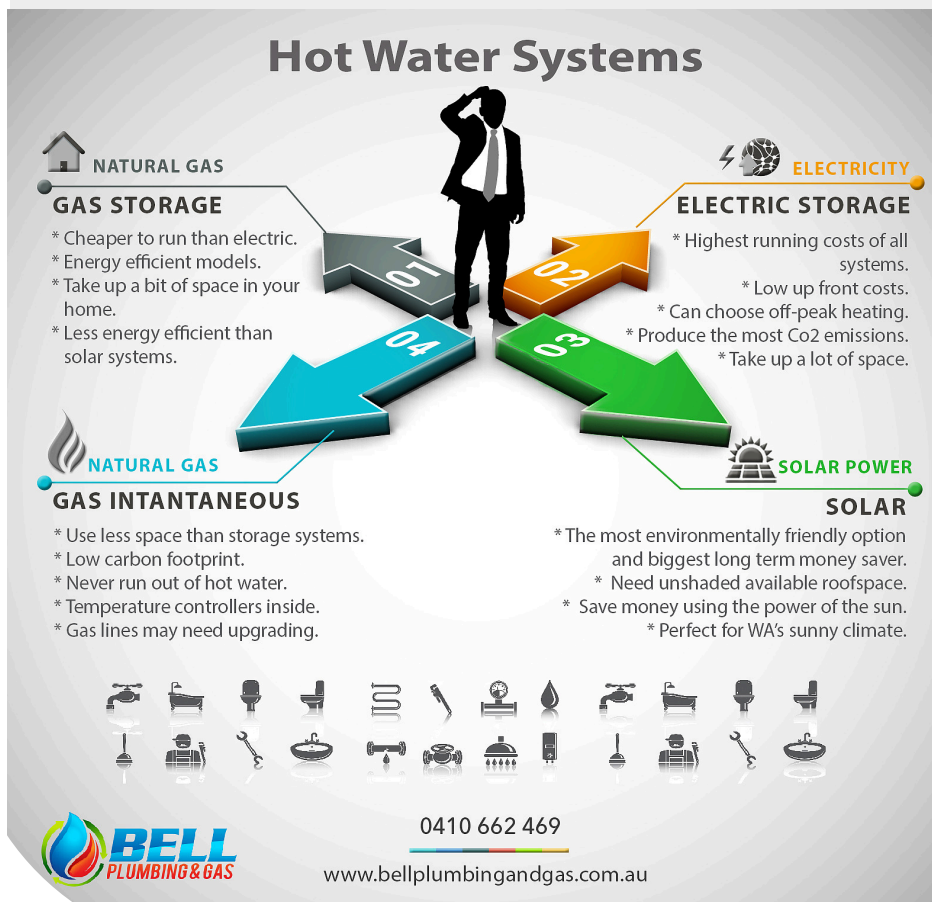 Hot Water Systems
NATURAL GAS
GAS STORAGE
* Cheaper to run than electric.
* Energy efficient models.
* Take up a bit of space in your
home.
* Less energy efficient than
solar systems.
01
ELECTRICITY
ELECTRIC STORAGE
* Highest running costs of all
systems.
* Low up front costs.
* Can choose off-peak heating.
* Produce the most Co2 emissions.
* Take up a lot of space.
02
04
03
NATURAL GAS
GAS INTANTANEOUS
* Use less space than storage systems.
* Low carbon footprint.
* Never run out of hot water.
* Temperature controllers inside.
* Gas lines may need upgrading.
SOLAR POWER
SOLAR
* The most environmentally friendly option
and biggest long term money saver.
* Need unshaded available roofspace.
* Save money using the power of the sun.
* Perfect for WA's sunny climate.
BELL
PLUMBING & GAS
0410 662 469
www.bellplumbingandgas.com.au